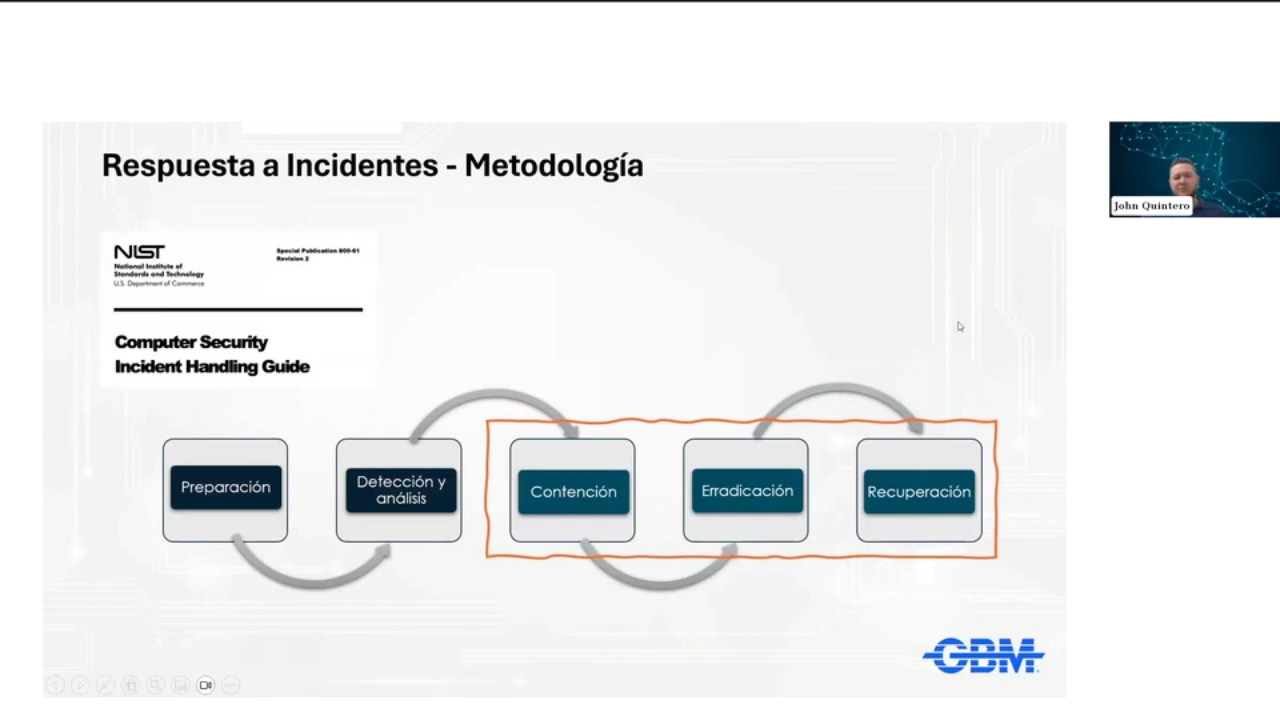 Respuesta a Incidentes - Metodología
John Quintero
NIST
National Institute of
Standards and Technology
U.S. Department of Commerce
Special Publication 800-61
Revision 2
Computer Security
Incident Handling Guide
Preparación
Detección y
análisis
Contención
Erradicación
Recuperación
GBM